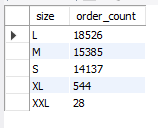 size order_count
L 18526
M 15385
S 14137
XL 544
XXL 28